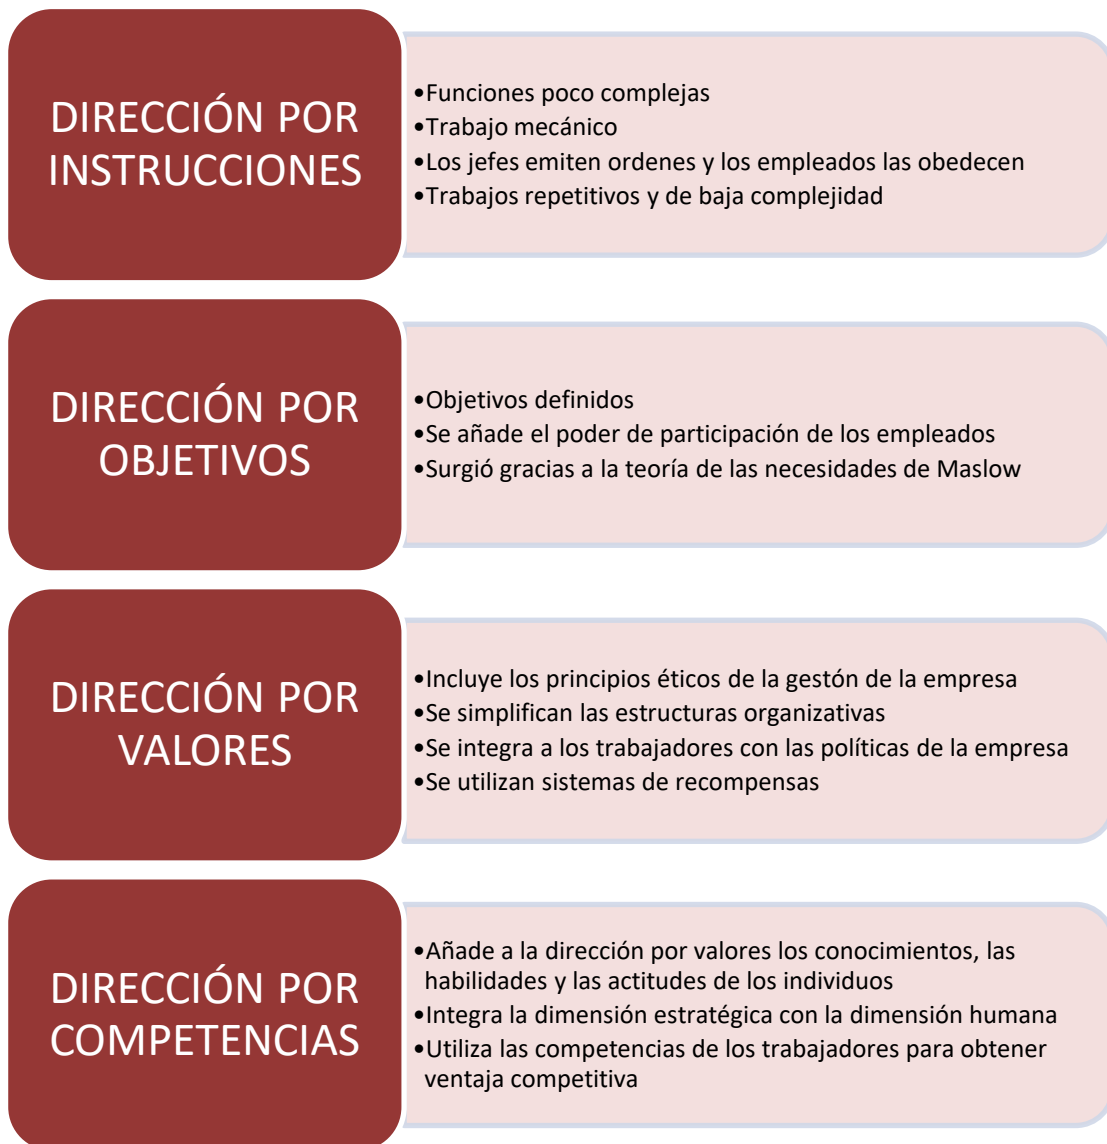 DIRECCIÓN POR
INSTRUCCIONES
•Funciones poco complejas
•Trabajo mecánico
•Los jefes emiten ordenes y los empleados las obedecen
•Trabajos repetitivos y de baja complejidad
DIRECCIÓN POR
OBJETIVOS
•Objetivos definidos
•Se añade el poder de participación de los empleados
•Surgió gracias a la teoría de las necesidades de Maslow
DIRECCIÓN POR
VALORES
•Incluye los principios éticos de la gestón de la empresa
•Se simplifican las estructuras organizativas
•Se integra a los trabajadores con las políticas de la empresa
•Se utilizan sistemas de recompensas
DIRECCIÓN POR
COMPETENCIAS
•Añade a la dirección por valores los conocimientos, las
habilidades y las actitudes de los individuos
•Integra la dimensión estratégica con la dimensión humana
•Utiliza las competencias de los trabajadores para obtener
ventaja competitiva